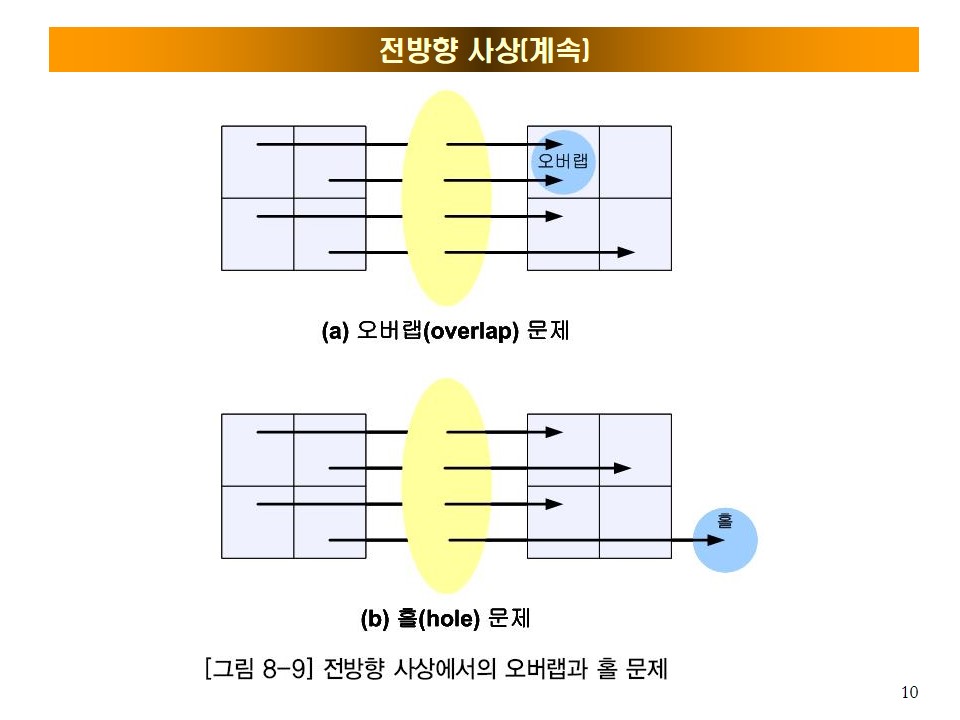 전방향 사상(계속)
오버랩
(a) 오버랩(overlap) 문제
홀
(b) 홀(hole) 문제
[그림 8-9] 전방향 사상에서의 오버랩과 홀 문제
10